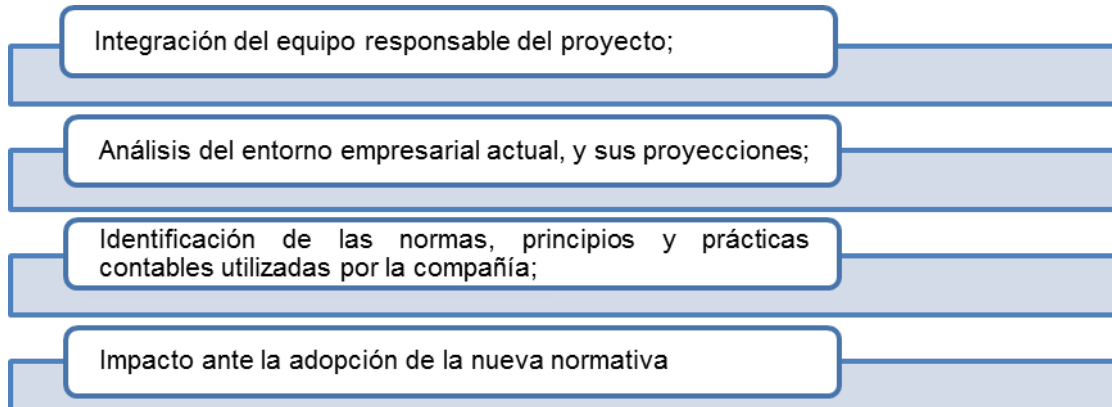 Integración del equipo responsable del proyecto;
Análisis del entorno empresarial actual, y sus proyecciones;
Identificación de las normas, principios y prácticas
contables utilizadas por la compañía;
Impacto ante la adopción de la nueva normativa